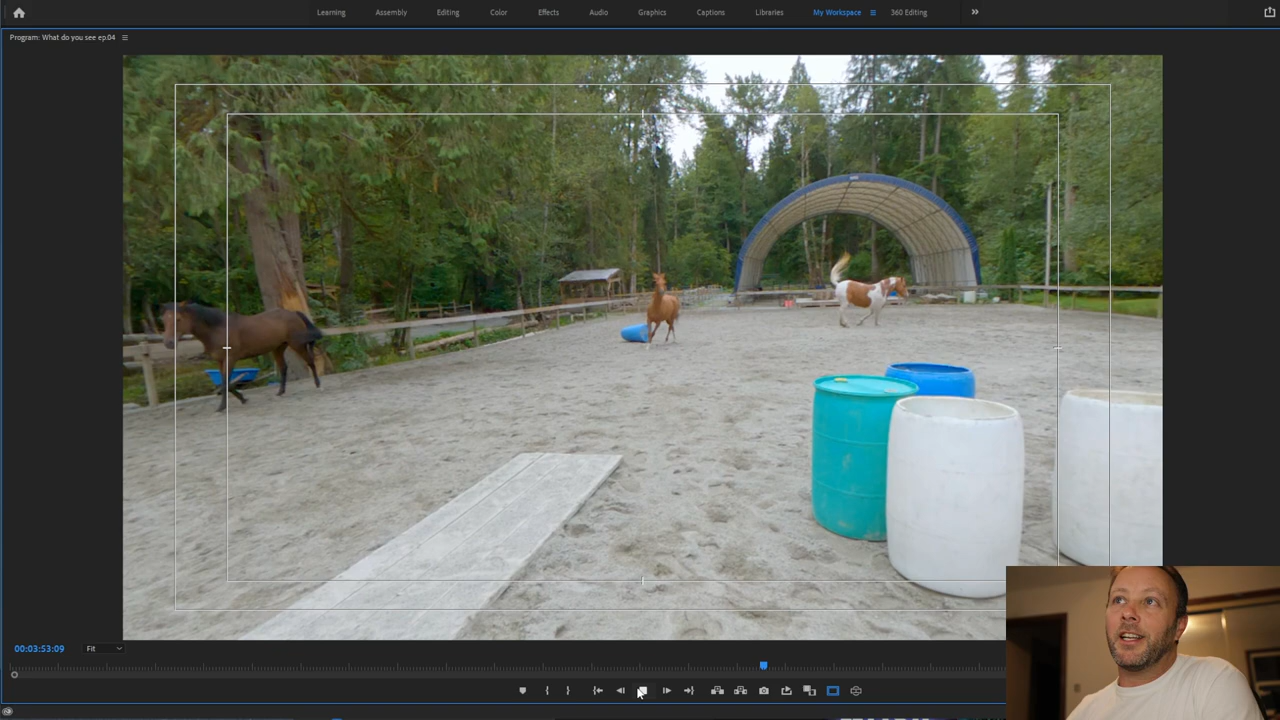 Learning Assembly Editing Color Effects Audio Graphics Captions Libraries My Workspace 360 Editing
Program: What do you see ep.04
00:03:53:09 Fit